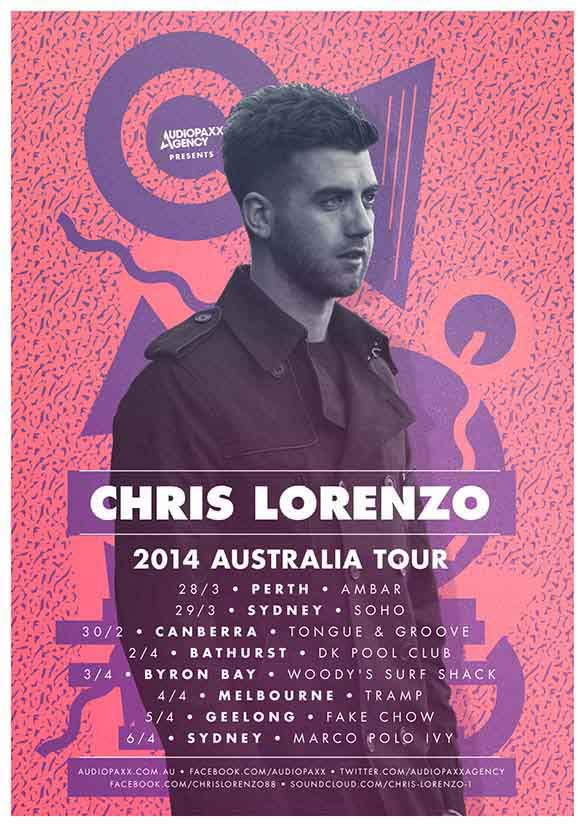 AUDIOPAXX
AGENCY
PRESENTS
CHRIS LORENZO
2014 AUSTRALIA TOUR
28/3 • PERTH • AMBAR
29/3 • SYDNEY • SOHO
30/2 • CANBERRA • TONGUE & GROOVE
2/4 • BATHURST • DK POOL CLUB
3/4 • BYRON BAY • WOODY'S SURF SHACK
4/4 • MELBOURNE • TRAMP
5/4 • GEELONG • FAKE CHOW
6/4 • SYDNEY • MARCO POLO IVY
AUDIOPAXX.COM.AU • FACEBOOK.COM/AUDIOPAXX • TWITTER.COM/AUDIOPAXXAGENCY
FACEBOOK.COM/CHRISLORENZO88 • SOUNDCLOUD.COM/CHRIS-LORENZO-1